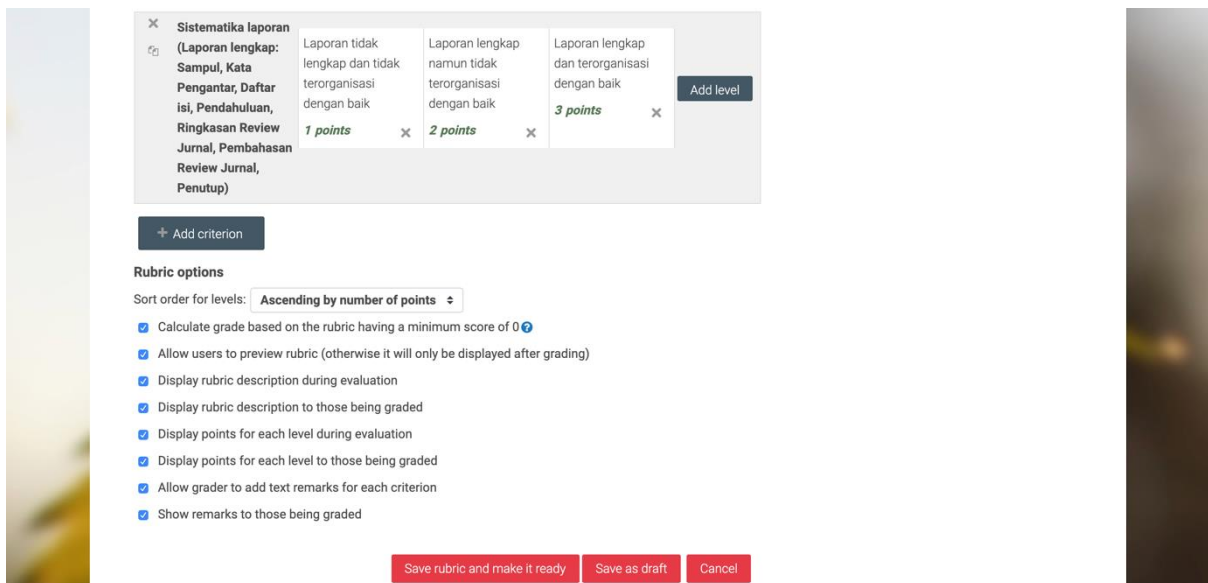 Sistematika laporan
(Laporan lengkap:
Sampul, Kata
Pengantar, Daftar
isi, Pendahuluan,
Ringkasan Review
Jurnal, Pembahasan
Review Jurnal,
Penutup)
Laporan tidak
lengkap dan tidak
terorganisasi
dengan baik
1 points
Laporan lengkap
namun tidak
terorganisasi
dengan baik
2 points
Laporan lengkap
dan terorganisasi
dengan baik
3 points
Add level
+ Add criterion
Rubric options
Sort order for levels: Ascending by number of points
Calculate grade based on the rubric having a minimum score of 0
Allow users to preview rubric (otherwise it will only be displayed after grading)
Display rubric description during evaluation
Display rubric description to those being graded
Display points for each level during evaluation
Display points for each level to those being graded
Allow grader to add text remarks for each criterion
Show remarks to those being graded
Save rubric and make it ready Save as draft Cancel